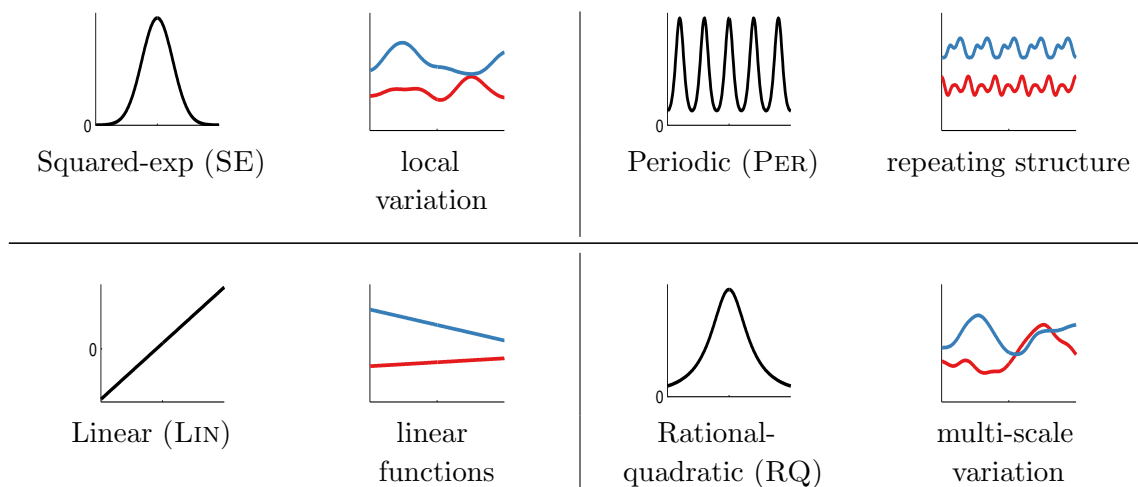 0
Squared-exp (SE)
local
variation
0
Periodic (PER)
repeating structure
0
Linear (LIN)
linear
functions
0
Rational-
quadratic (RQ)
multi-scale
variation